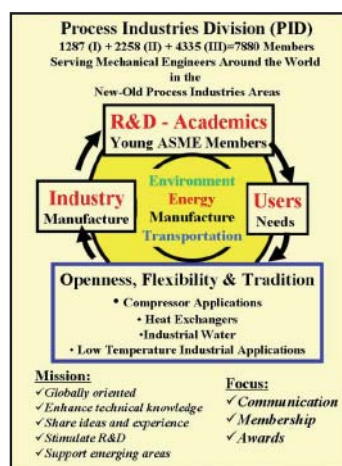 Process Industries Division (PID)
1287 (I) + 2258 (II) + 4335 (III)=7880 Members
Serving Mechanical Engineers Around the World
in the
New-Old Process Industries Areas
R&D - Academics
Young ASME Members
Industry
Manufacture
Environment
Energy
Manufacture
Transportation
Users
Needs
Openness, Flexibility & Tradition
• Compressor Applications
• Heat Exchangers
•Industrial Water
• Low Temperature Industrial Applications
Mission:
✓Globally oriented
✓Enhance technical knowledge
✓Share ideas and experience
✓Stimulate R&D
✓Support emerging areas
Focus:
✓Communication
✓Membership
✓Awards